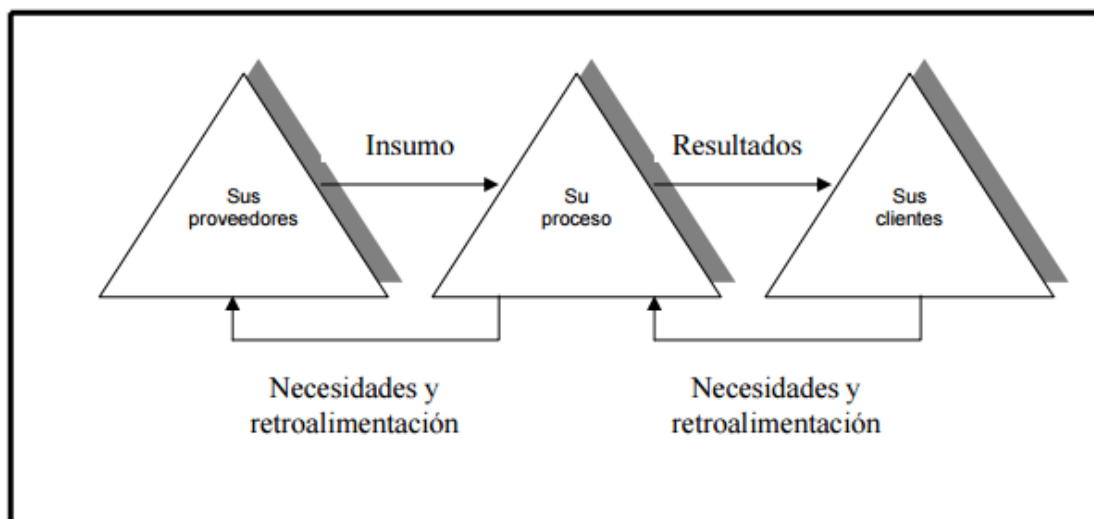 Insumo
Resultados
Sus
proveedores
Su
proceso
Sus
clientes
Necesidades y
retroalimentación
Necesidades y
retroalimentación